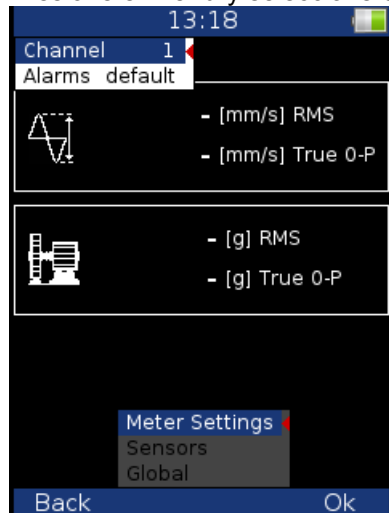 13:18
Channel 1
Alarms default
- [mm/s] RMS
- [mm/s] True 0-P
- [g] RMS
- [g] True 0-P
Meter Settings
Sensors
Global
Back Ok